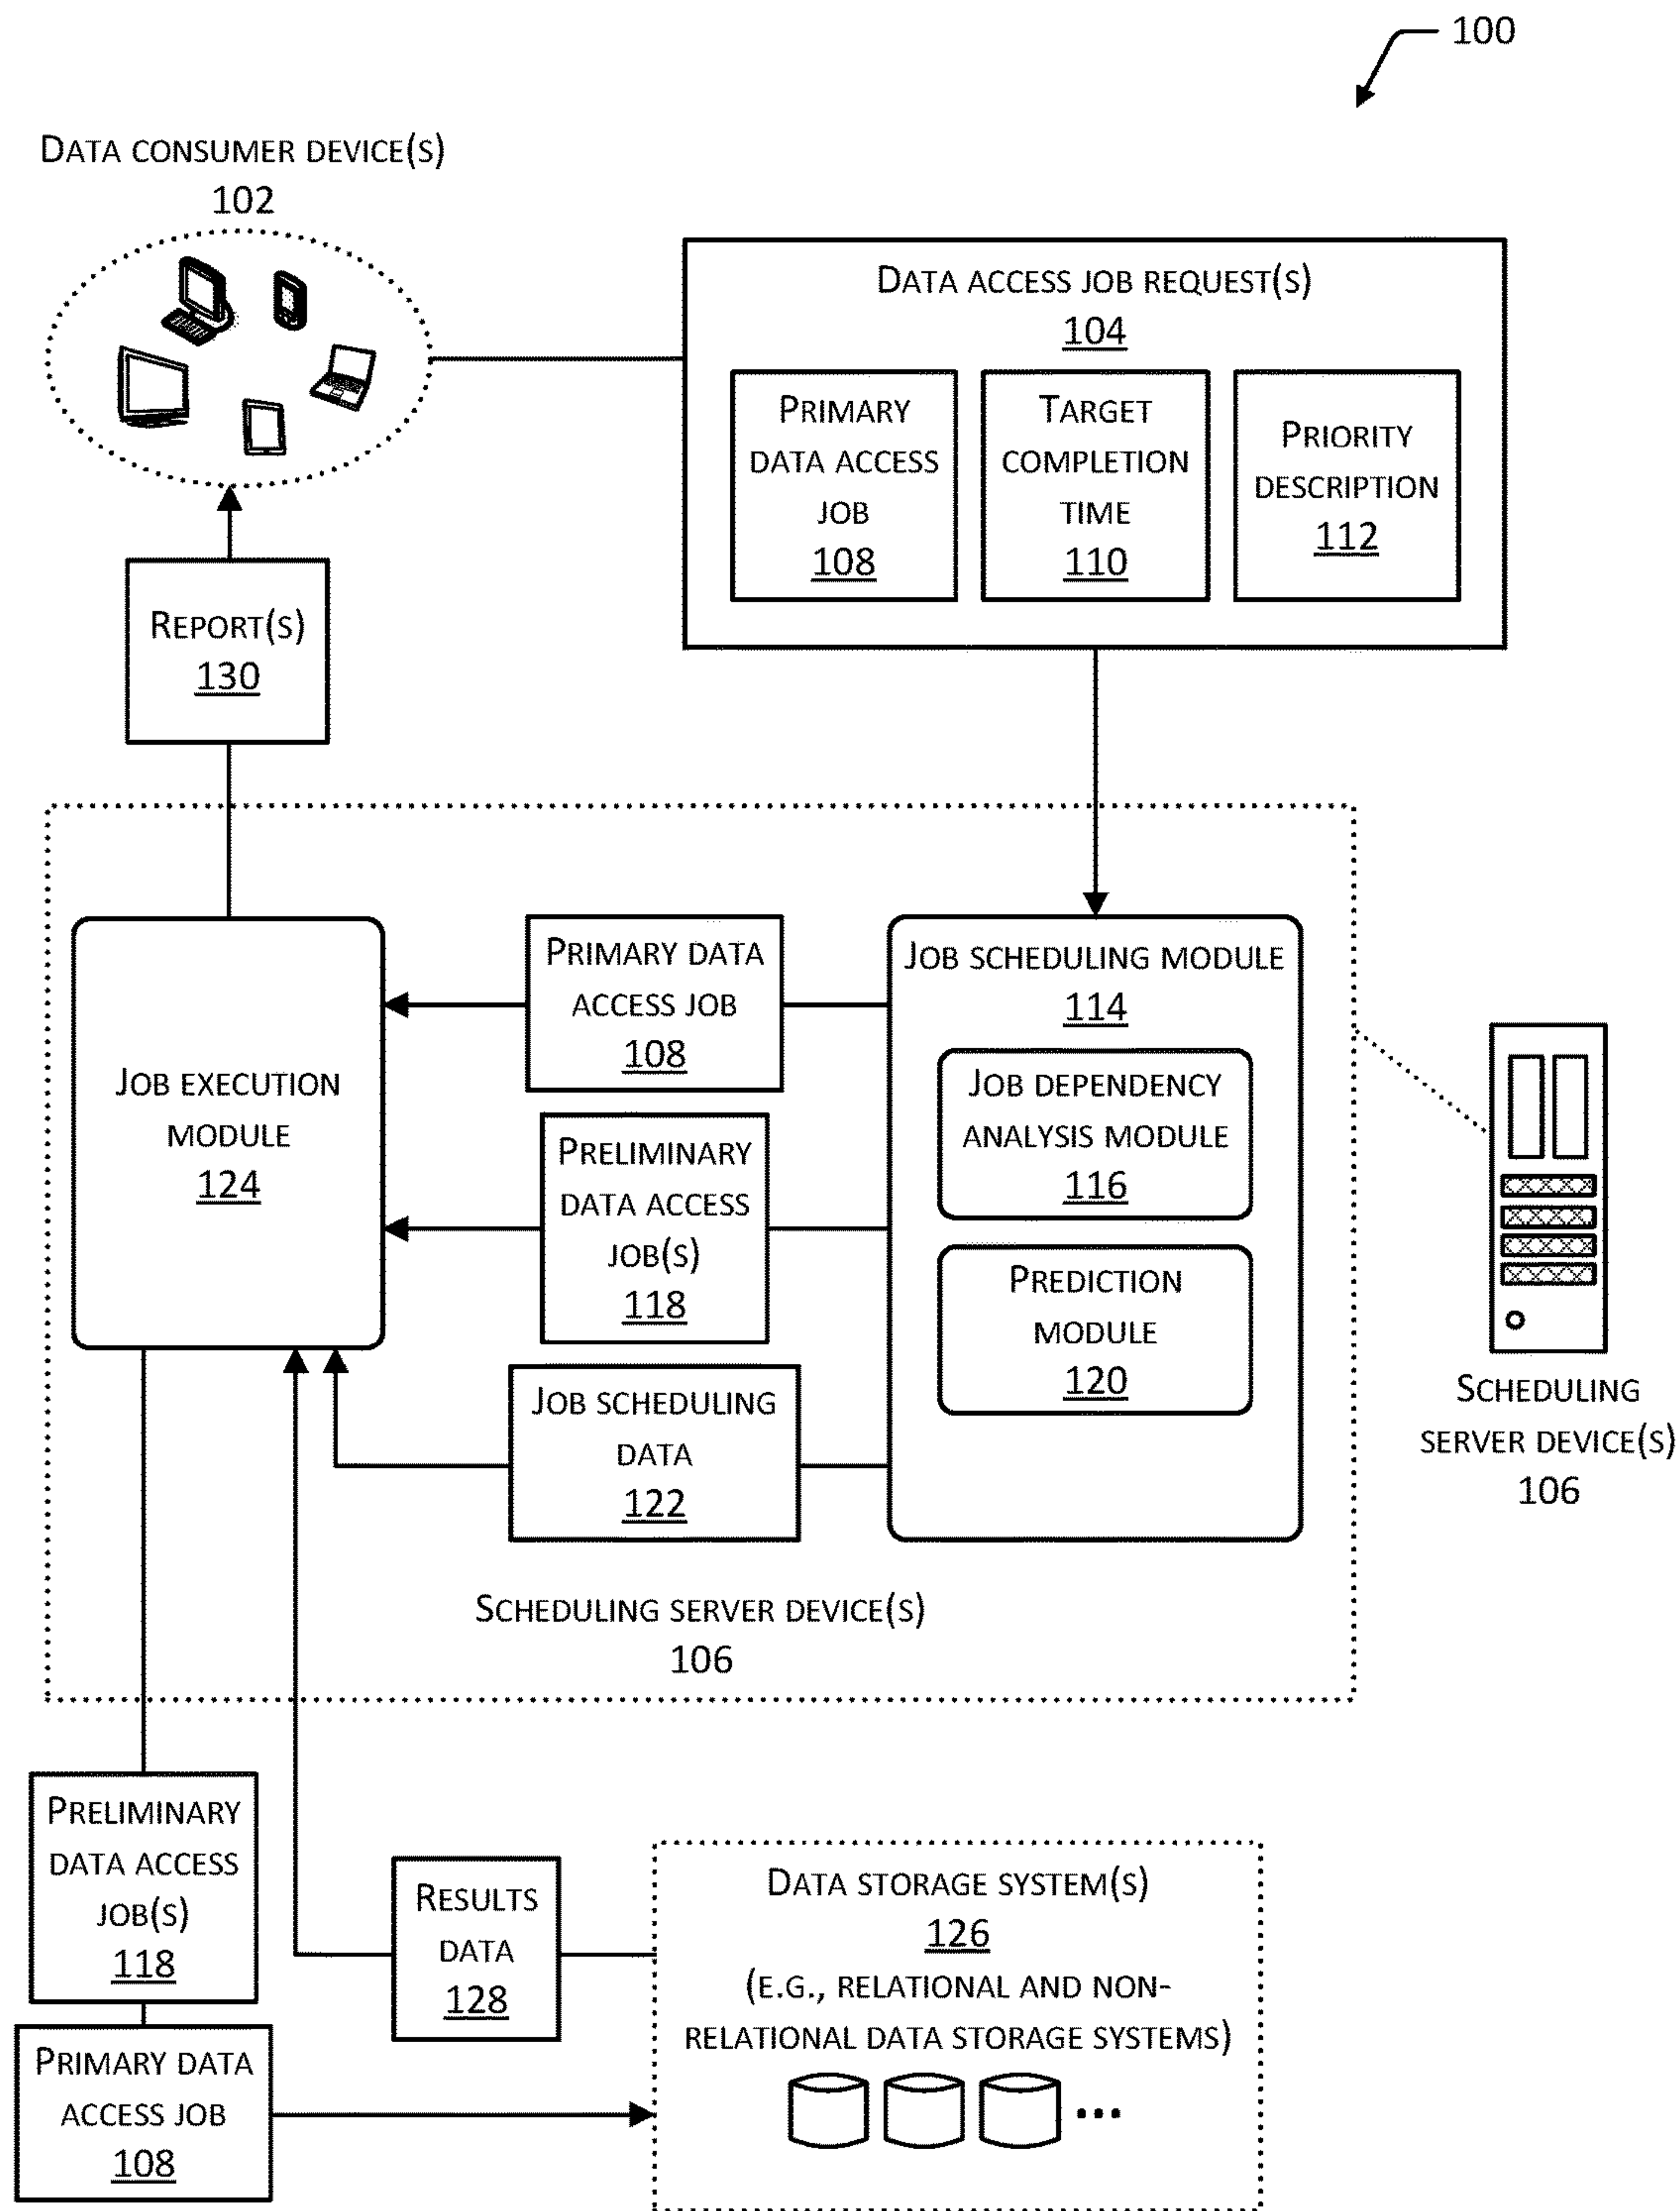 100
Data consumer device(s)
102
Data access job request(s)
104
Primary
data access
job
108
Target
completion
time
110
Priority
description
112
Report(s)
130
Job execution
module
124
Primary data
access job
108
Preliminary
data access
job(s)
118
Job scheduling
data
122
Job scheduling module
114
Job dependency
analysis module
116
Prediction
module
120
Scheduling
server device(s)
106
Scheduling server device(s)
106
Preliminary
data access
job(s)
118
Primary data
access job
108
Results
data
128
Data storage system(s)
126
(e.g., relational and non-
relational data storage systems)
...